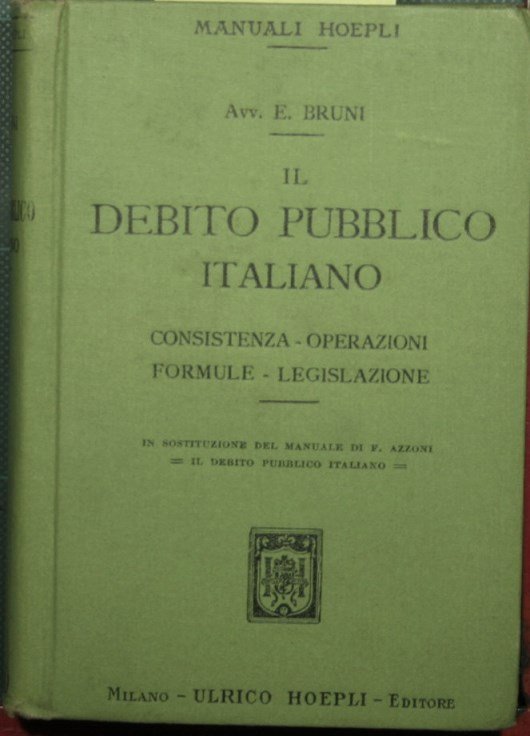 MANUALI HOEPLI
AVV. E. BRUNI
IL
DEBITO PUBBLICO
ITALIANO
CONSISTENZA - OPERAZIONI
FORMULE - LEGISLAZIONE
IN SOSTITUZIONE DEL MANUALE DI F. AZZONI
= IL DEBITO PUBBLICO ITALIANO =
MILANO - ULRICO HOEPLI - EDITORE